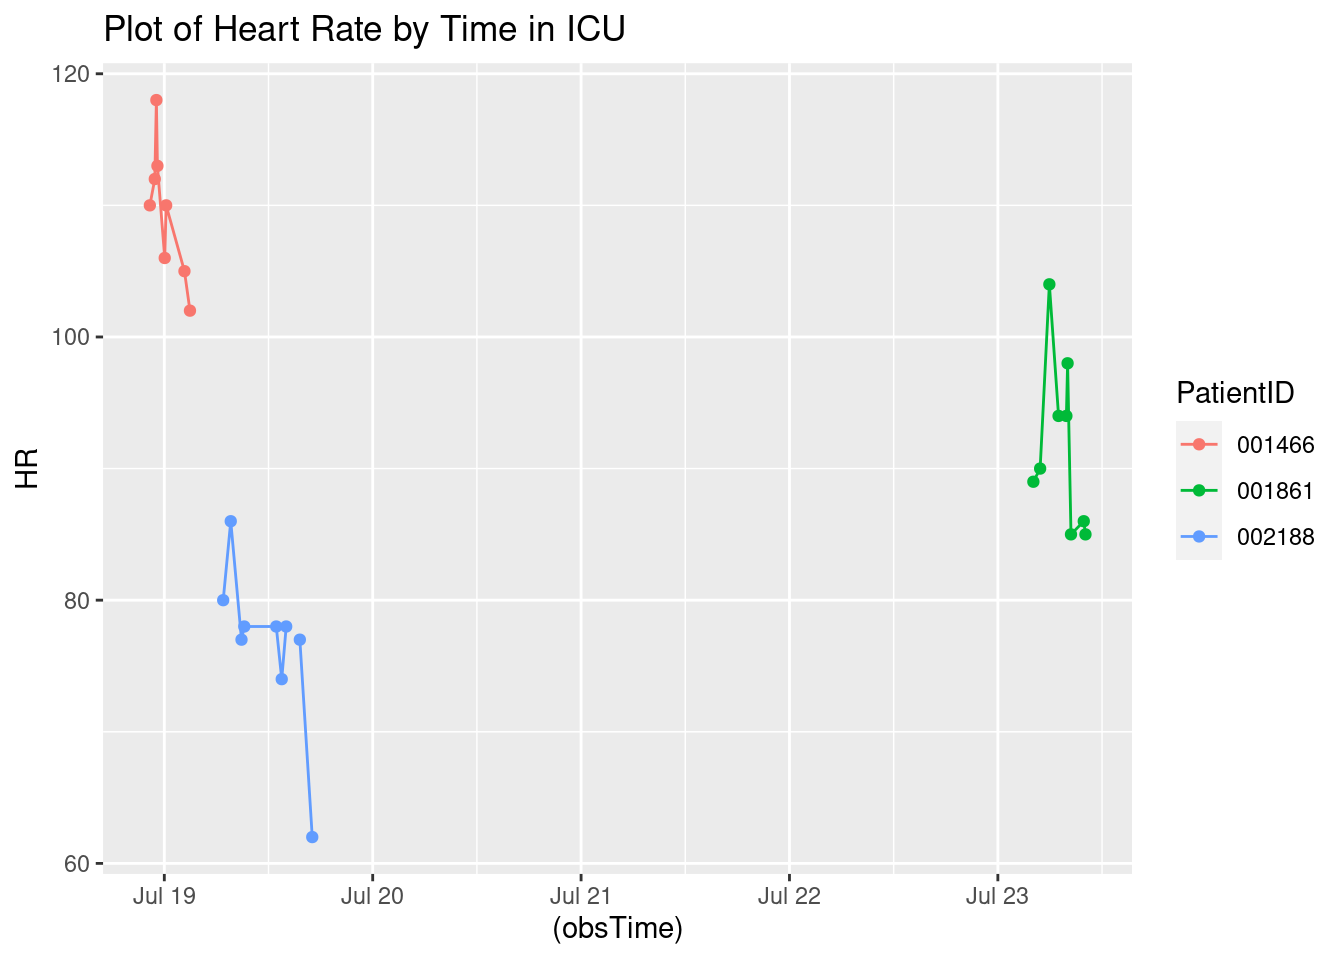 Plot of Heart Rate by Time in ICU
120
100
80
60
HR
Jul 19 Jul 20 Jul 21 Jul 22 Jul 23
(obsTime)
PatientID
001466
001861
002188